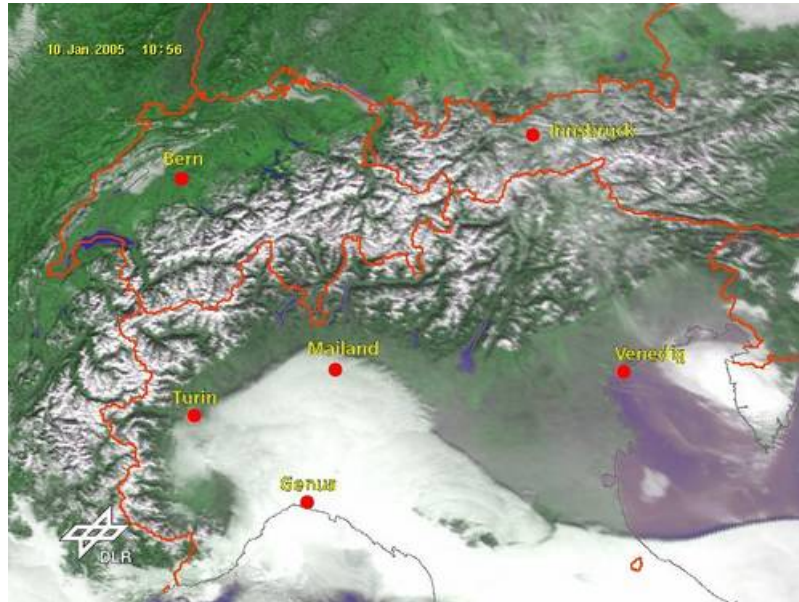 10.Jan.2005 10:56
Innsbruck
Bern
Mailand
Venedig
Turin
Genua
DLR